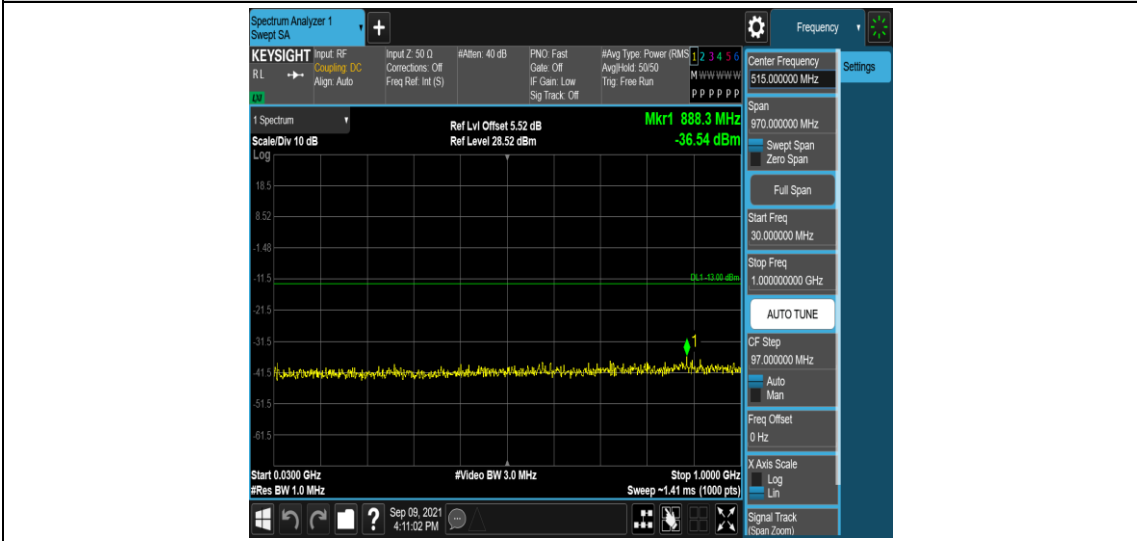 Spectrum Analyzer 1
Swept SA
+
Frequency
KEYSIGHT
RL
LM
Input: RF
Coupling: DC
Align: Auto
Input Z: 50 Ω
Corrections: Off
Freq Ref: Int (S)
#Atten: 40 dB
PNO: Fast
Gate: Off
IF Gain: Low
Sig Track: Off
#Avg Type: Power (RMS
Avg|Hold: 50/50
Trig: Free Run
1 2 3 4 5 6
M W W W W W
P P P P P P
1 Spectrum
Scale/Div 10 dB
Log
Ref Lvl Offset 5.52 dB
Ref Level 28.52 dBm
Mkr1 888.3 MHz
-36.54 dBm
18.5
8.52
-1.48
-11.5
-21.5
-31.5
-41.5
-51.5
-61.5
DL1 -13.00 dBm
1
Start 0.0300 GHz
#Res BW 1.0 MHz
#Video BW 3.0 MHz
Stop 1.0000 GHz
Sweep ~1.41 ms (1000 pts)
?
Sep 09, 2021
4:11:02 PM
Center Frequency
515.000000 MHz
Span
970.000000 MHz
Swept Span
Zero Span
Full Span
Start Freq
30.000000 MHz
Stop Freq
1.000000000 GHz
AUTO TUNE
CF Step
97.000000 MHz
Auto
Man
Freq Offset
0 Hz
X Axis Scale
Log
Lin
Signal Track
(Span Zoom)
Settings